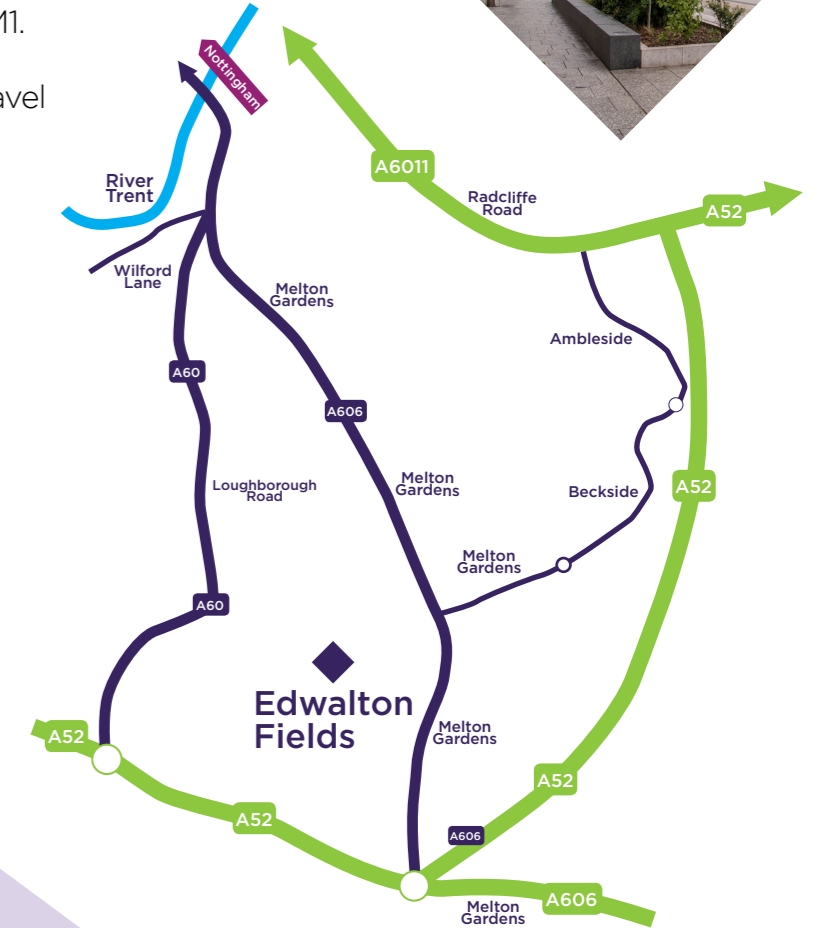 M1.
avel
Nottingham
A6011
River
Trent
Radcliffe
Road
A52
Wilford
Lane
Melton
Gardens
Ambleside
A60
A606
Melton
Gardens
Loughborough
Road
A52
Beckside
Melton
Gardens
A60
Edwalton
Fields
Melton
Gardens
A52
A52
A52
A606
Melton
Gardens
A606